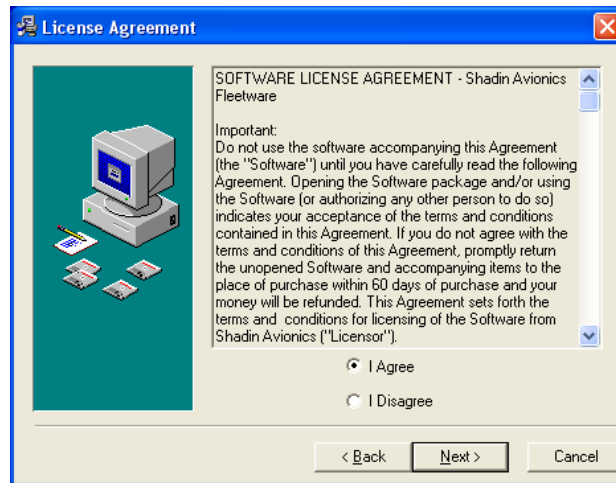 License Agreement
SOFTWARE LICENSE AGREEMENT - Shadin Avionics
Fleetware
Important:
Do not use the software accompanying this Agreement
(the "Software") until you have carefully read the following
Agreement. Opening the Software package and/or using
the Software (or authorizing any other person to do so)
indicates your acceptance of the terms and conditions
contained in this Agreement. If you do not agree with the
terms and conditions of this Agreement, promptly return
the unopened Software and accompanying items to the
place of purchase within 60 days of purchase and your
money will be refunded. This Agreement sets forth the
terms and  conditions for licensing of the Software from
Shadin Avionics ("Licensor").
I Agree
I Disagree
< Back Next > Cancel